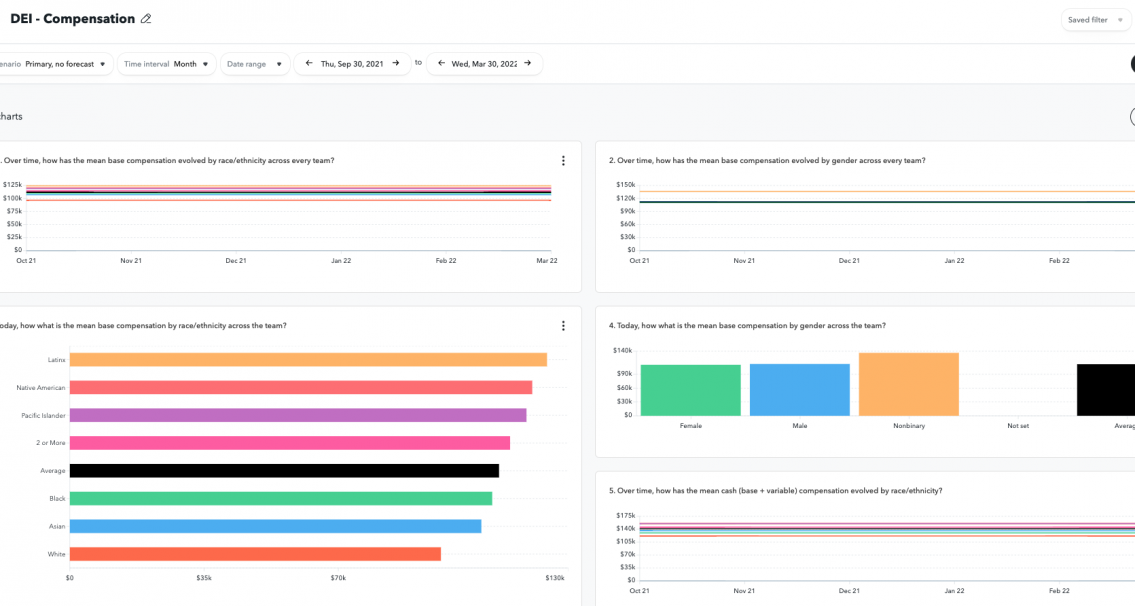 DEI - Compensation
Saved filter
enario Primary, no forecast
Time interval Month
Date range
Thu, Sep 30, 2021
to
Wed, Mar 30, 2022
harts
. Over time, how has the mean base compensation evolved by race/ethnicity across every team?
$125k
$100k
$75k
$50k
$25k
$0
Oct 21 Nov 21 Dec 21 Jan 22 Feb 22 Mar 22
2. Over time, how has the mean base compensation evolved by gender across every team?
$150k
$120k
$90k
$60k
$30k
$0
Oct 21 Nov 21 Dec 21 Jan 22 Feb 22
oday, how what is the mean base compensation by race/ethnicity across the team?
Latinx
Native American
Pacific Islander
2 or More
Average
Black
Asian
White
$0 $35k $70k $130k
4. Today, how what is the mean base compensation by gender across the team?
$140k
$90k
$60k
$30k
$0
Female Male Nonbinary Not set Averag
5. Over time, how has the mean cash (base + variable) compensation evolved by race/ethnicity?
$175k
$140k
$105k
$70k
$35k
$0
Oct 21 Nov 21 Dec 21 Jan 22 Feb 22